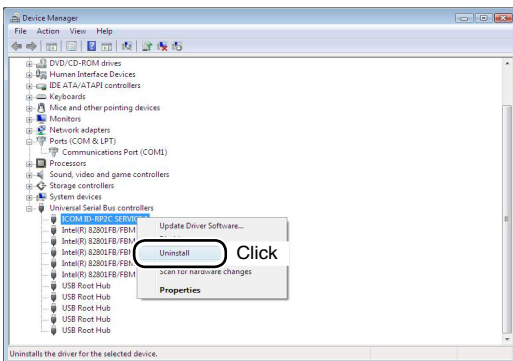 Device Manager
File Action View Help
DVD/CD-ROM drives
Human Interface Devices
IDE ATA/ATAPI controllers
Keyboards
Mice and other pointing devices
Monitors
Network adapters
Ports (COM & LPT)
Communications Port (COM1)
Processors
Sound, video and game controllers
Storage controllers
System devices
Universal Serial Bus controllers
ICOM ID-RP2C
Intel(R) 82801FB/FBM
Update Driver Software...
Intel(R) 82801FB/FBM
Intel(R) 82801FB/FBM
Uninstall Click
Intel(R) 82801FB/FBM
Intel(R) 82801FB/FBM
Scan for hardware changes
USB Root Hub
Properties
USB Root Hub
USB Root Hub
USB Root Hub
USB Root Hub
Uninstalls the driver for the selected device.